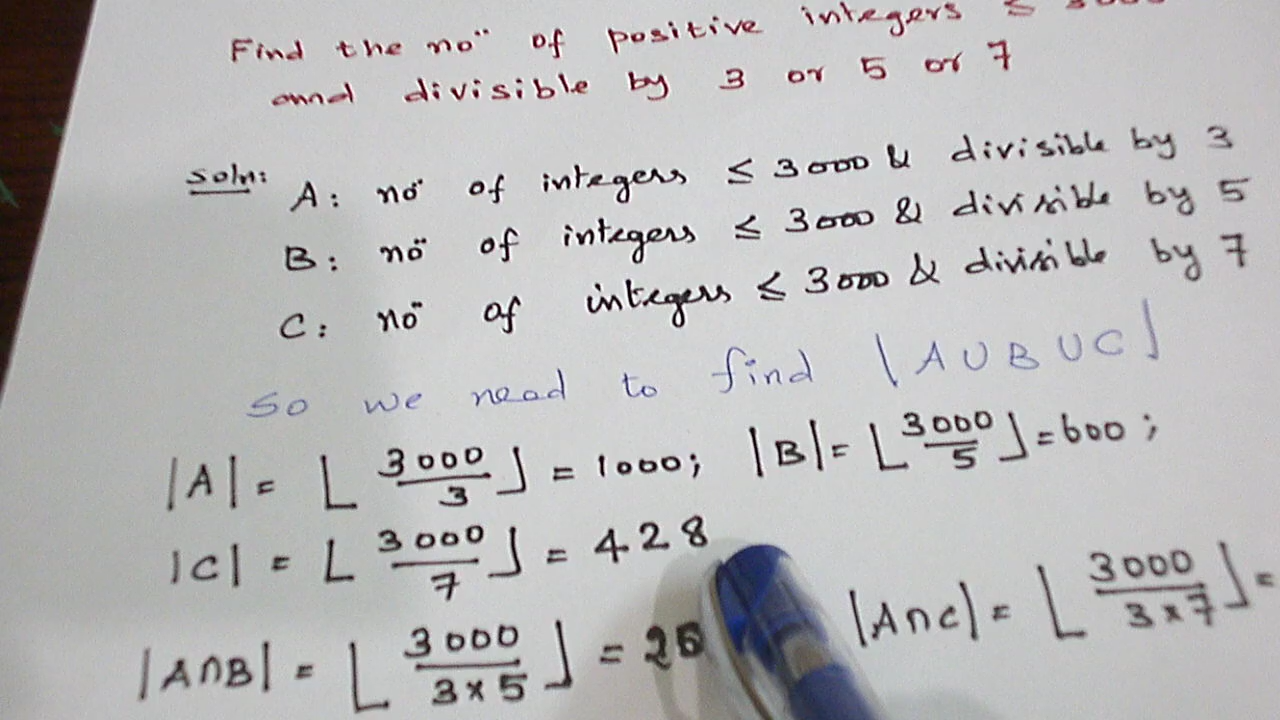 Find the no" of positive integers ≤
and divisible by 3 or 5 or 7
Soln: A: no" of integers ≤ 3000 & divisible by 3
B: no" of integers ≤ 3000 & divisible by 5
C: no" of integers ≤ 3000 & divisible by 7
So we need to find |A∪B∪C|
|A| = ⌊3000/3⌋ = 1000; |B| = ⌊3000/5⌋ = 600;
|C| = ⌊3000/7⌋ = 428
|A∩B| = ⌊3000/3×5⌋ = |A∩C| = ⌊3000/3×7⌋ =